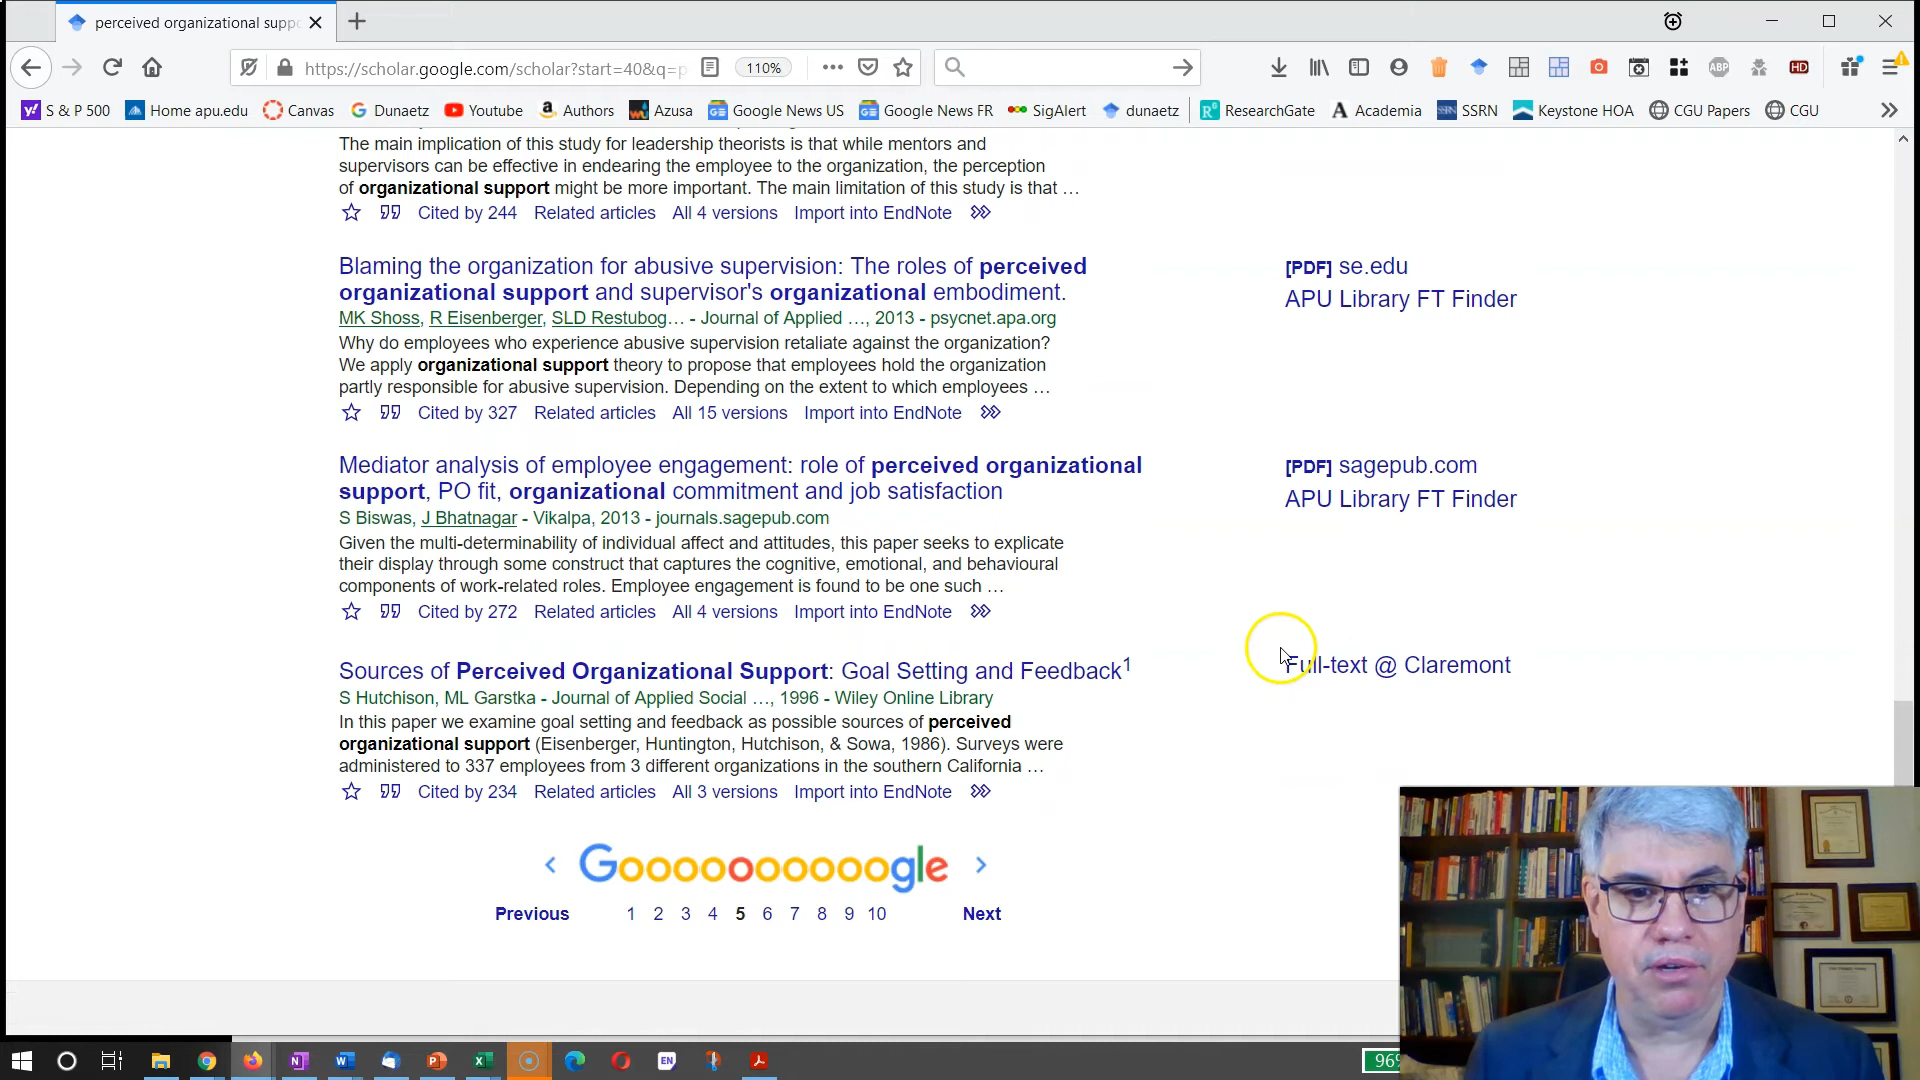 perceived organizational suppo
https://scholar.google.com/scholar?start=40&q=p
110%
ABP
HD
S & P 500
Home apu.edu
Canvas
Dunaetz
Youtube
Authors
Azusa
Google News US
Google News FR
SigAlert
dunaetz
ResearchGate
Academia
SSRN
Keystone HOA
CGU Papers
CGU
The main implication of this study for leadership theorists is that while mentors and
supervisors can be effective in endearing the employee to the organization, the perception
of organizational support might be more important. The main limitation of this study is that …
Cited by 244 Related articles All 4 versions Import into EndNote
Blaming the organization for abusive supervision: The roles of perceived
organizational support and supervisor's organizational embodiment.
MK Shoss, R Eisenberger, SLD Restubog… - Journal of Applied …, 2013 - psycnet.apa.org
Why do employees who experience abusive supervision retaliate against the organization?
We apply organizational support theory to propose that employees hold the organization
partly responsible for abusive supervision. Depending on the extent to which employees …
Cited by 327 Related articles All 15 versions Import into EndNote
[PDF] se.edu
APU Library FT Finder
Mediator analysis of employee engagement: role of perceived organizational
support, PO fit, organizational commitment and job satisfaction
S Biswas, J Bhatnagar - Vikalpa, 2013 - journals.sagepub.com
Given the multi-determinability of individual affect and attitudes, this paper seeks to explicate
their display through some construct that captures the cognitive, emotional, and behavioural
components of work-related roles. Employee engagement is found to be one such …
Cited by 272 Related articles All 4 versions Import into EndNote
[PDF] sagepub.com
APU Library FT Finder
Sources of Perceived Organizational Support: Goal Setting and Feedback1
S Hutchison, ML Garstka - Journal of Applied Social …, 1996 - Wiley Online Library
In this paper we examine goal setting and feedback as possible sources of perceived
organizational support (Eisenberger, Huntington, Hutchison, & Sowa, 1986). Surveys were
administered to 337 employees from 3 different organizations in the southern California …
Cited by 234 Related articles All 3 versions Import into EndNote
Full-text @ Claremont
Goooooooooogle
Previous 1 2 3 4 5 6 7 8 9 10 Next
EN
96%